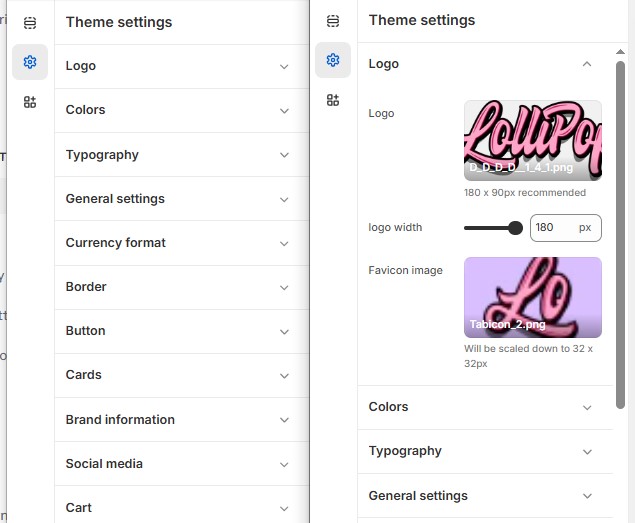 Theme settings
Logo
Colors
Typography
General settings
Currency format
Border
Button
Cards
Brand information
Social media
Cart
Theme settings
Logo
Logo
LolliPop
D_D_D_D__1_4_1.png
180 x 90px recommended
logo width
180 px
Favicon image
Lo
Tabicon_2.png
Will be scaled down to 32 x
32px
Colors
Typography
General settings